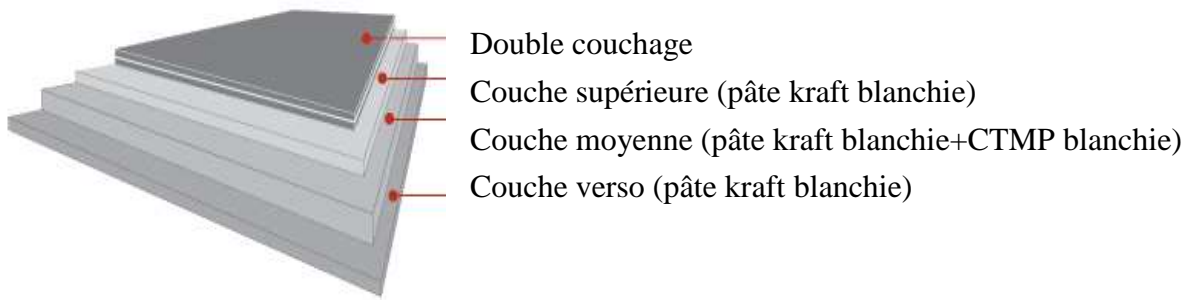 Double couchage
Couche supérieure (pâte kraft blanchie)
Couche moyenne (pâte kraft blanchie+CTMP blanchie)
Couche verso (pâte kraft blanchie)